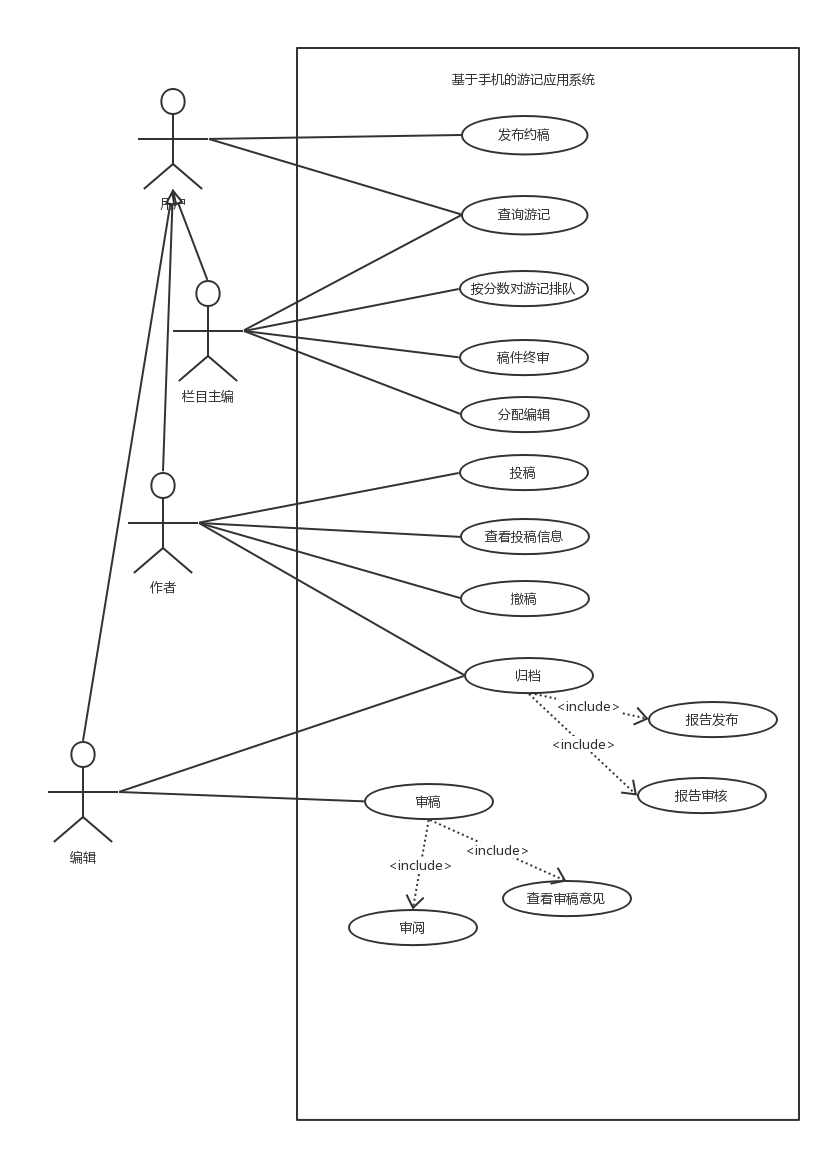 基于手机的游记应用系统
发布约稿
用户
查询游记
按分数对游记排队
稿件终审
栏目主编
分配编辑
投稿
查看投稿信息
作者
撤稿
归档
<include>
报告发布
<include>
报告审核
审稿
编辑
<include>
<include>
查看审稿意见
审阅